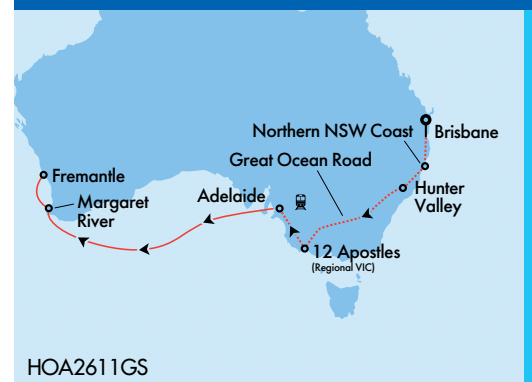 Northern NSW Coast
Brisbane
Great Ocean Road
Fremantle
Margaret
River
Adelaide
Hunter
Valley
12 Apostles
(Regional VIC)
HOA2611GS